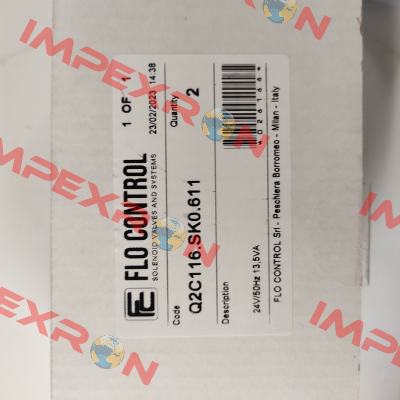 FLO CONTROL
SOLENOID VALVES AND SYSTEMS
1 OF 1
23/02/2023 14:38
Code
Quantity
Q2C116.SK0.611
2
Description
24V/50Hz 13,5VA
*026166*
FLO CONTROL Srl - Peschiera Borromeo - Milan - Italy
IMPEXRON
IMPEXRON
IMPEXRON
IMPEXRON
IMPEXRON